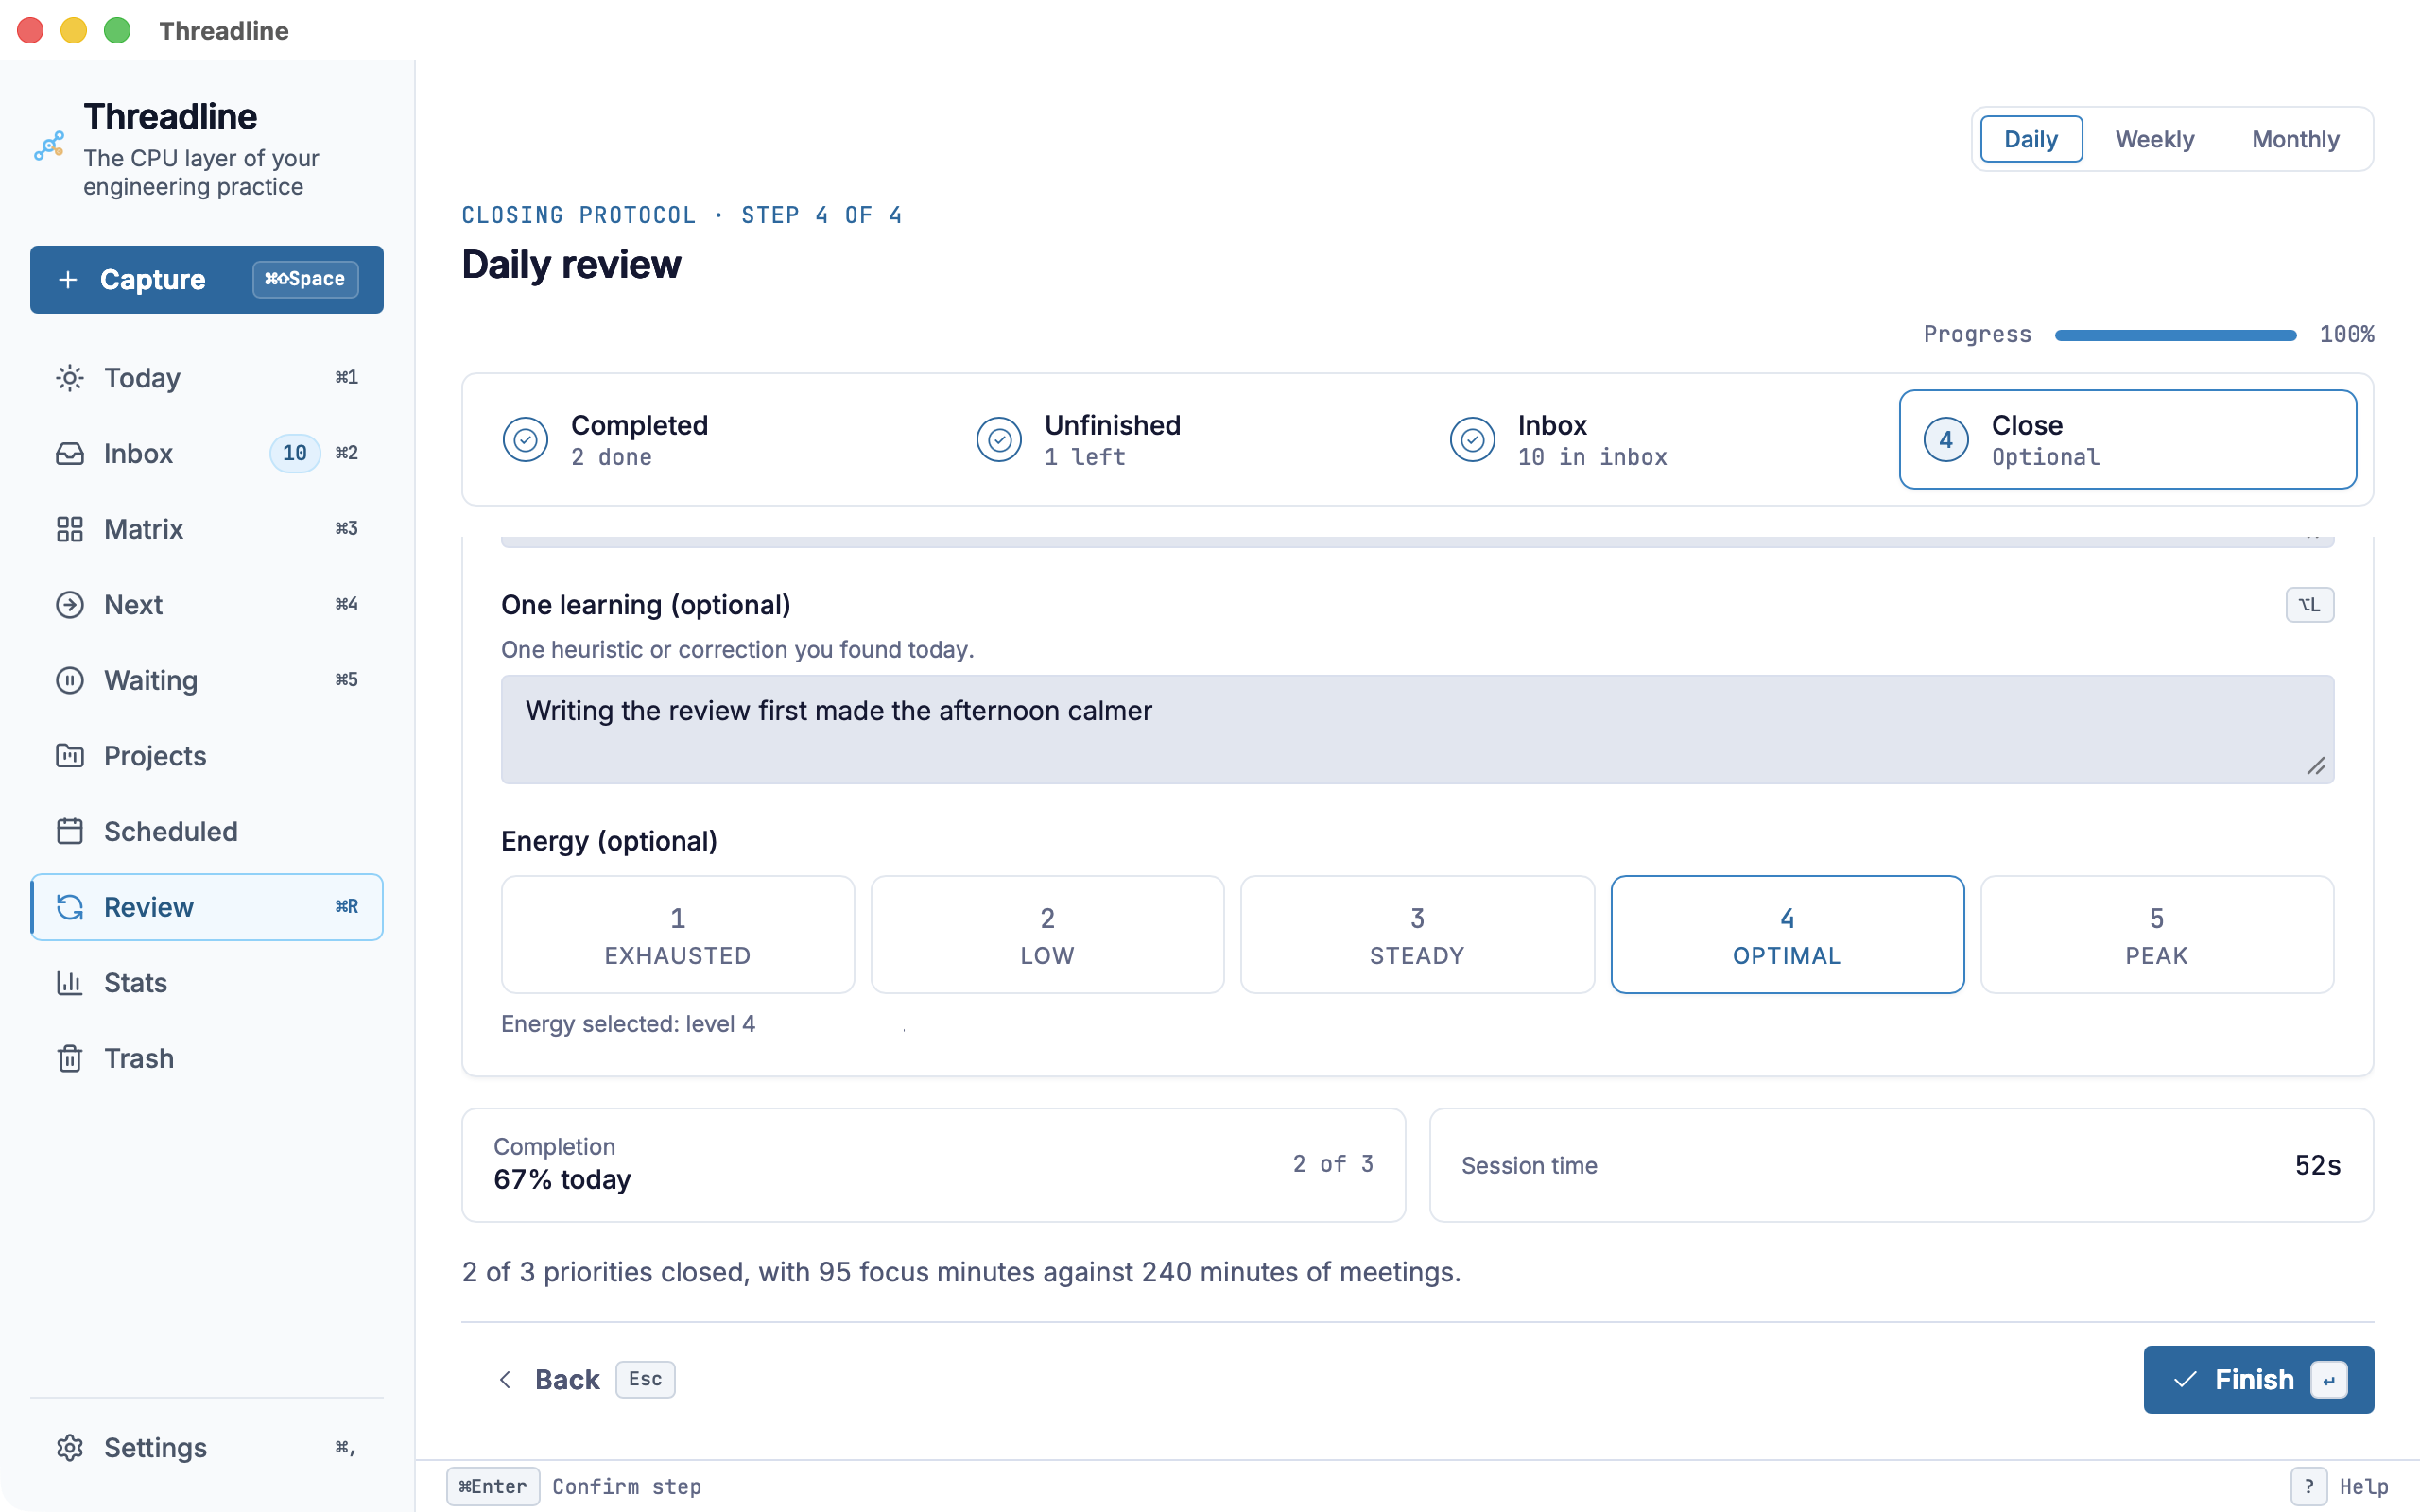 Threadline
Threadline
The CPU layer of your
engineering practice
Capture ⌘⇧Space
Today ⌘1
Inbox 10 ⌘2
Matrix ⌘3
Next ⌘4
Waiting ⌘5
Projects
Scheduled
Review ⌘R
Stats
Trash
Settings ⌘,
Daily Weekly Monthly
CLOSING PROTOCOL · STEP 4 OF 4
Daily review
Progress 100%
Completed
2 done
Unfinished
1 left
Inbox
10 in inbox
4 Close
Optional
One learning (optional) ⌥L
One heuristic or correction you found today.
Writing the review first made the afternoon calmer
Energy (optional)
1
EXHAUSTED
2
LOW
3
STEADY
4
OPTIMAL
5
PEAK
Energy selected: level 4
Completion
67% today
2 of 3
Session time 52s
2 of 3 priorities closed, with 95 focus minutes against 240 minutes of meetings.
Back Esc
Finish ↵
⌘Enter Confirm step
? Help